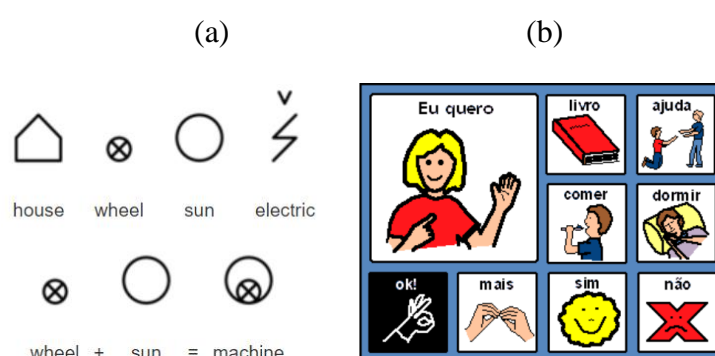 (a)
(b)
house wheel sun electric
wheel + sun = machine
Eu quero
livro
ajuda
comer
dormir
ok!
mais
sim
não